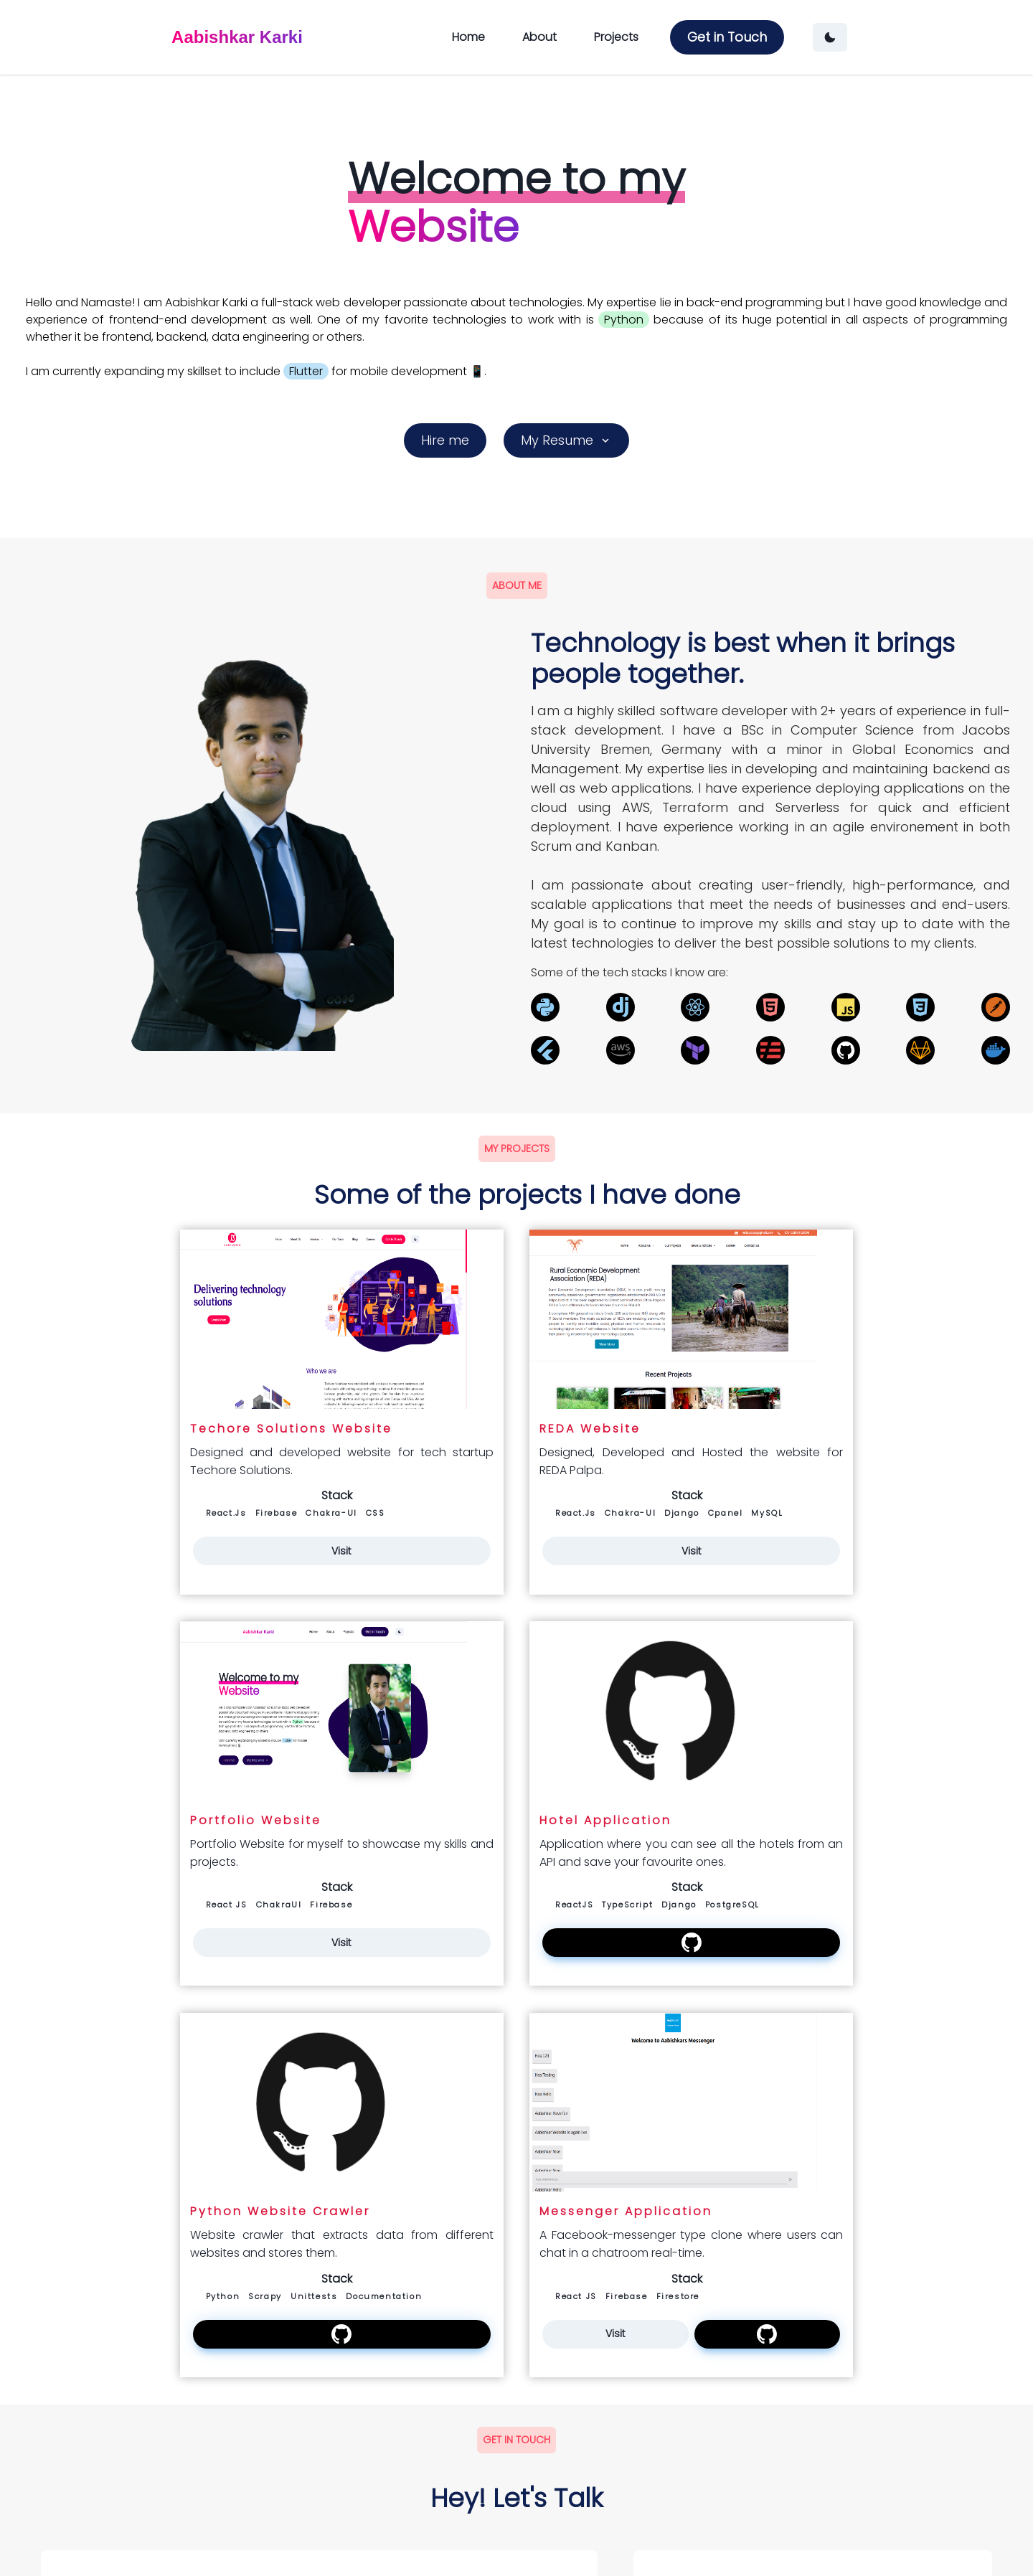 Aabishkar Karki
Home
About
Projects
Get in Touch
Welcome to my
Website
Hello and Namaste! I am Aabishkar Karki a full-stack web developer passionate about technologies. My expertise lie in back-end programming but I have good knowledge and
experience of frontend-end development as well. One of my favorite technologies to work with is Python because of its huge potential in all aspects of programming
whether it be frontend, backend, data engineering or others.
I am currently expanding my skillset to include Flutter for mobile development 📱.
Hire me
My Resume
ABOUT ME
Technology is best when it brings
people together.
I am a highly skilled software developer with 2+ years of experience in full-
stack development. I have a BSc in Computer Science from Jacobs
University Bremen, Germany with a minor in Global Economics and
Management. My expertise lies in developing and maintaining backend as
well as web applications. I have experience deploying applications on the
cloud using AWS, Terraform and Serverless for quick and efficient
deployment. I have experience working in an agile environement in both
Scrum and Kanban.
I am passionate about creating user-friendly, high-performance, and
scalable applications that meet the needs of businesses and end-users.
My goal is to continue to improve my skills and stay up to date with the
latest technologies to deliver the best possible solutions to my clients.
Some of the tech stacks I know are:
dj
5
JS
3
aws
MY PROJECTS
Some of the projects I have done
Delivering technology
solutions
Who we are
Techore Solutions Website
Designed and developed website for tech startup
Techore Solutions.
Stack
React.Js Firebase Chakra-UI CSS
Visit
Rural Economic Development
Association (REDA)
Recent Projects
REDA Website
Designed, Developed and Hosted the website for
REDA Palpa.
Stack
React.Js Chakra-UI Django Cpanel MySQL
Visit
Aabishkar Karki
Welcome to my
Website
Portfolio Website
Portfolio Website for myself to showcase my skills and
projects.
Stack
React JS ChakraUI Firebase
Visit
Hotel Application
Application where you can see all the hotels from an
API and save your favourite ones.
Stack
ReactJS TypeScript Django PostgreSQL
Python Website Crawler
Website crawler that extracts data from different
websites and stores them.
Stack
Python Scrapy Unittests Documentation
Welcome to Aabishkars Messenger
Messenger Application
A Facebook-messenger type clone where users can
chat in a chatroom real-time.
Stack
React JS Firebase Firestore
Visit
GET IN TOUCH
Hey! Let's Talk